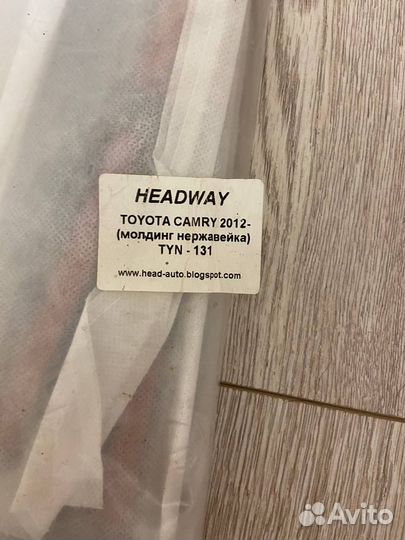 HEADWAY
TOYOTA CAMRY 2012-
(молдинг нержавейка)
TYN - 131
www.head-auto.blogspot.com
Avito